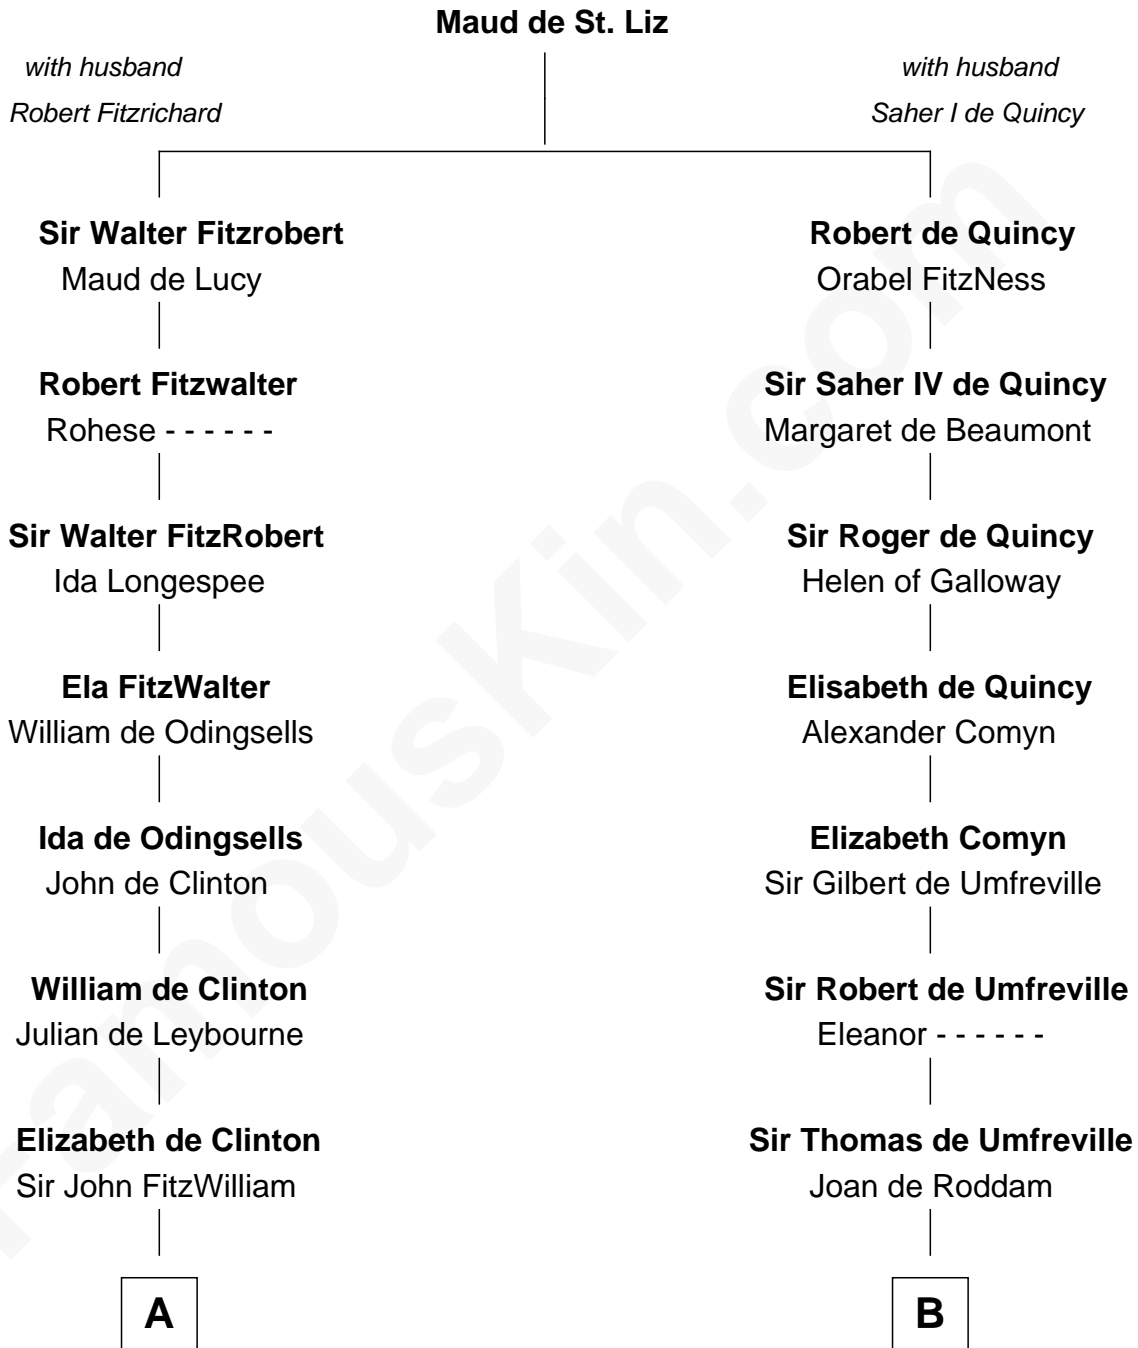 Maud de St. Liz
with husband
Robert Fitzrichard
with husband
Saher I de Quincy
Sir Walter Fitzrobert
Maud de Lucy
Robert de Quincy
Orabel FitzNess
Robert Fitzwalter
Rohese - - - - - -
Sir Saher IV de Quincy
Margaret de Beaumont
Sir Walter FitzRobert
Ida Longespee
Sir Roger de Quincy
Helen of Galloway
Ela FitzWalter
William de Odingsells
Elisabeth de Quincy
Alexander Comyn
Ida de Odingsells
John de Clinton
Elizabeth Comyn
Sir Gilbert de Umfreville
William de Clinton
Julian de Leybourne
Sir Robert de Umfreville
Eleanor - - - - - -
Elizabeth de Clinton
Sir John FitzWilliam
Sir Thomas de Umfreville
Joan de Roddam
A
B
FamousKin.com